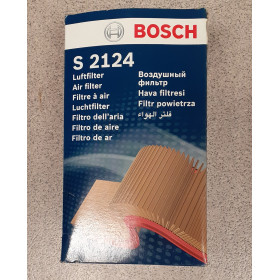 BOSCH
S 2124
Luftfilter
Air filter
Filtre à air
Luchtfilter
Filtro dell'aria
Filtro de aire
Filtro de ar
Воздушный
фильтр
Hava filtresi
Filtr powietrza
فلتر الهواء